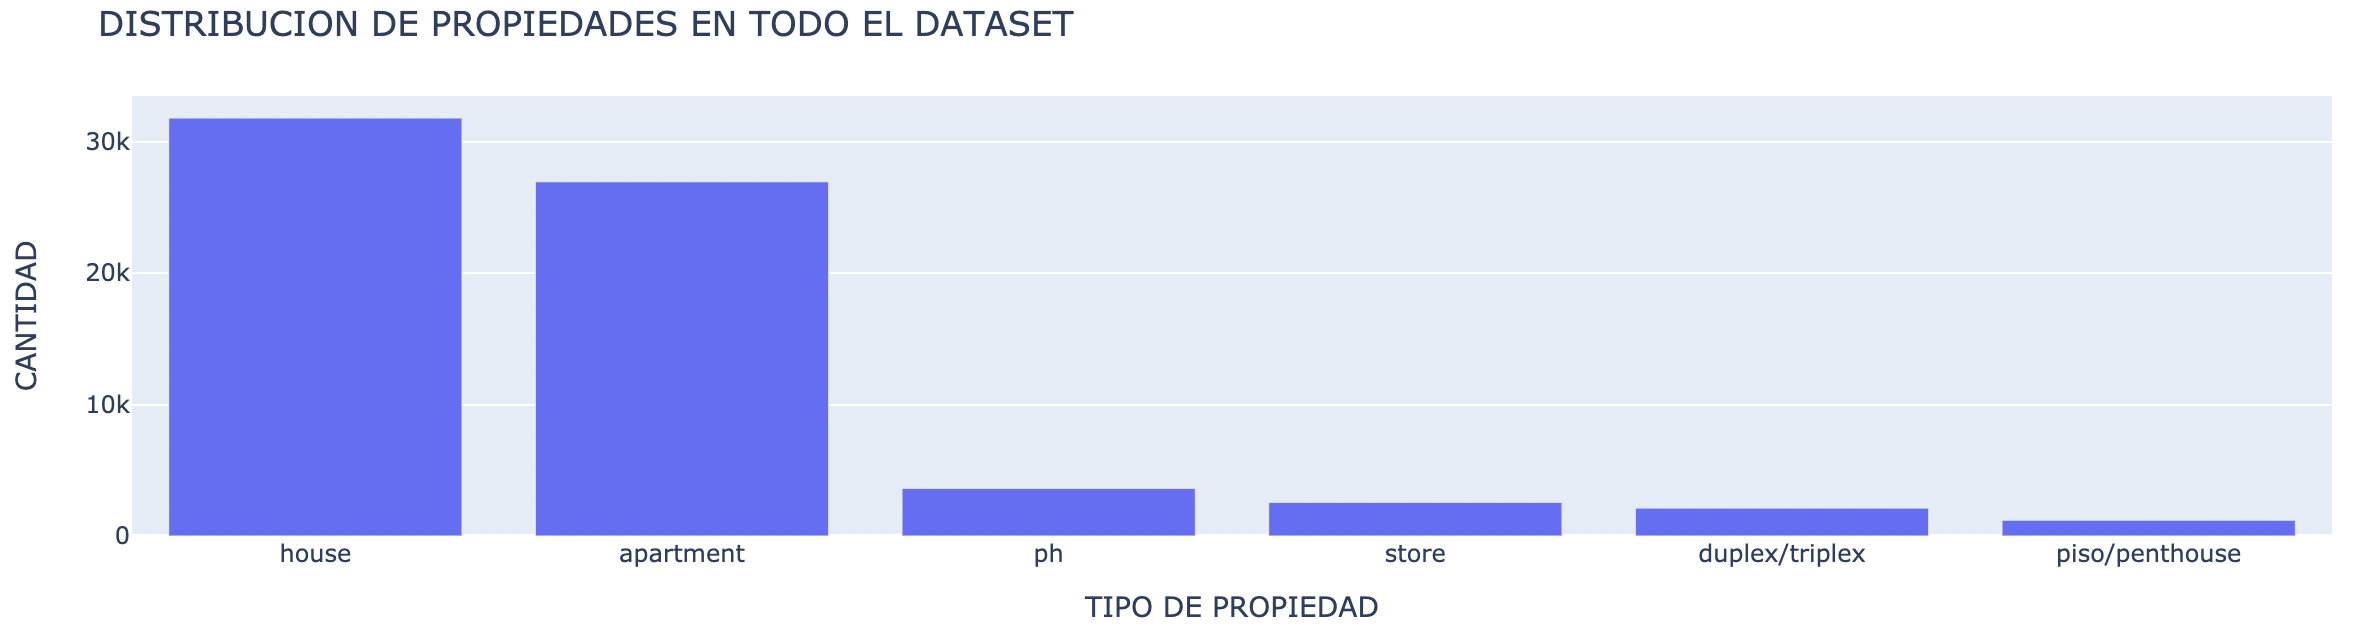 DISTRIBUCION DE PROPIEDADES EN TODO EL DATASET
CANTIDAD
30k
20k
10k
0
house apartment ph store duplex/triplex piso/penthouse
TIPO DE PROPIEDAD